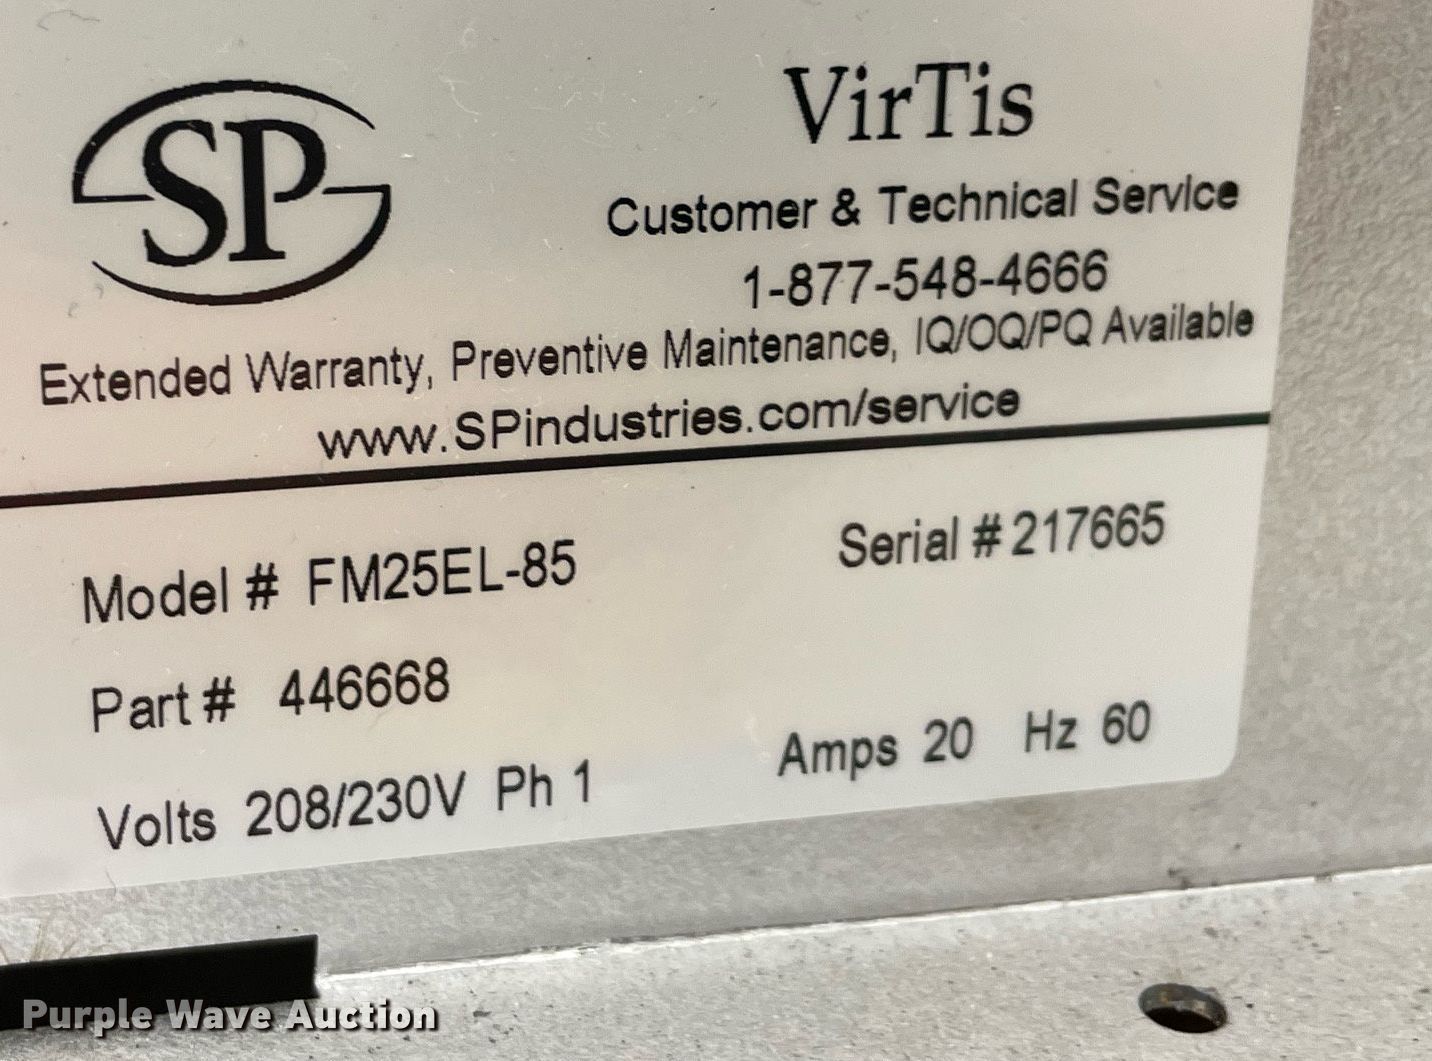 SP
VirTis
Customer & Technical Service
1-877-548-4666
Extended Warranty, Preventive Maintenance, IQ/OQ/PQ Available
www.SPindustries.com/service
Model # FM25EL-85
Serial # 217665
Part # 446668
Volts 208/230V Ph 1
Amps 20 Hz 60
Purple Wave Auction